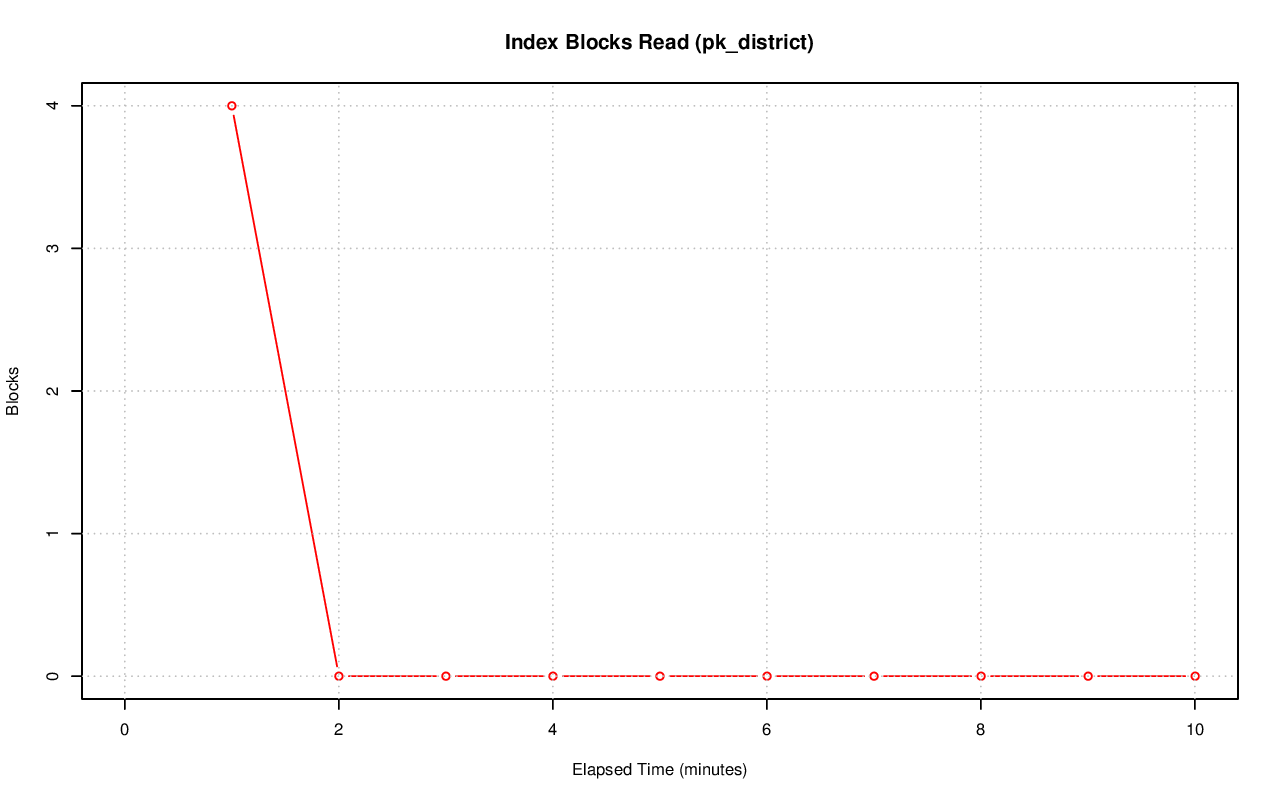 Index Blocks Read (pk_district)
4
3
2
1
0
Blocks
0 2 4 6 8 10
Elapsed Time (minutes)